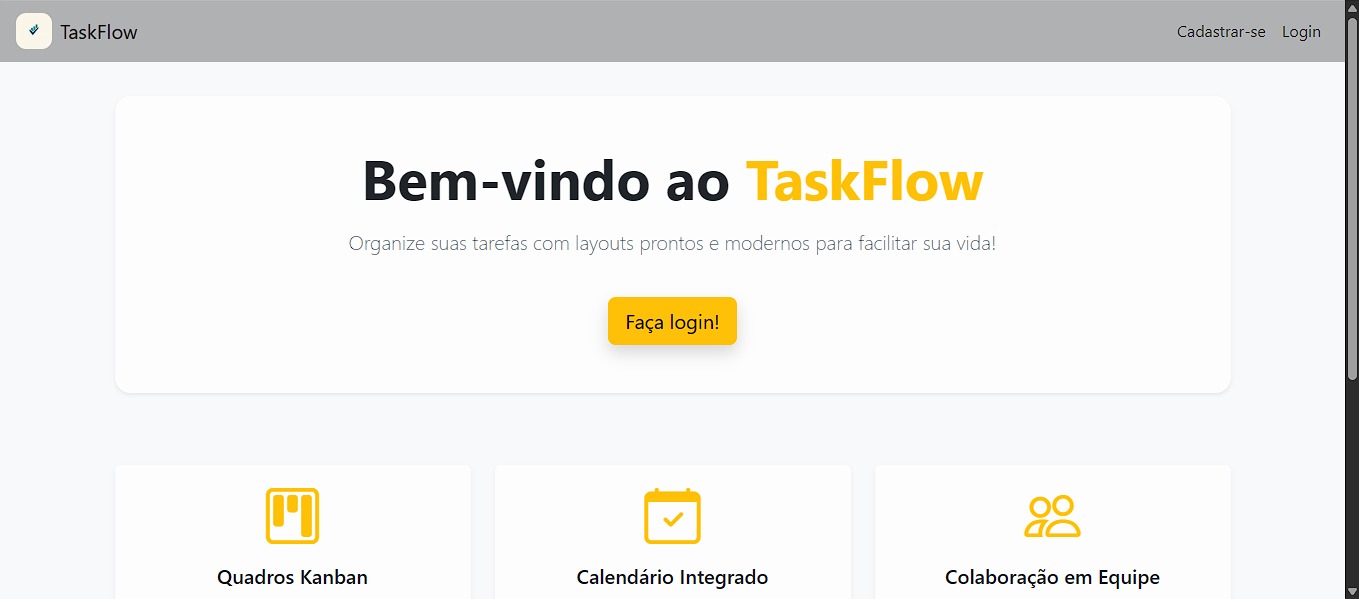 TaskFlow
Cadastrar-se Login
Bem-vindo ao TaskFlow
Organize suas tarefas com layouts prontos e modernos para facilitar sua vida!
Faça login!
Quadros Kanban
Calendário Integrado
Colaboração em Equipe